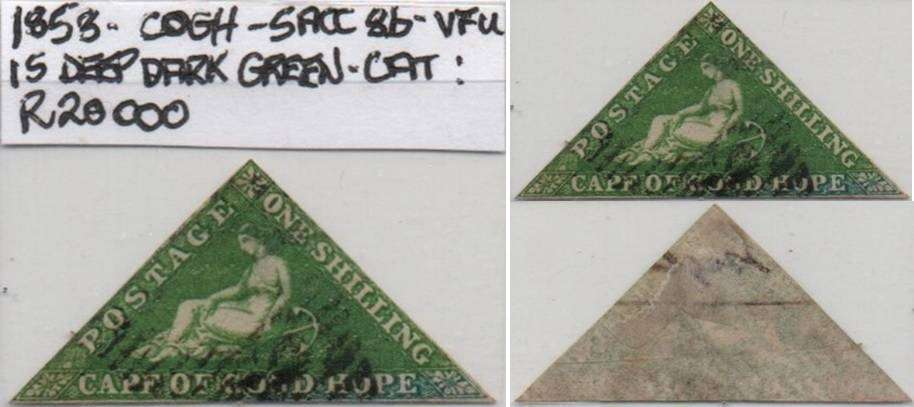 1858 - COGH - SACC 8b - VFU
1S DEEP DARK GREEN - CAT :
R20 000
POSTAGE
ONE SHILLING
CAPE OF GOOD HOPE
POSTAGE
ONE SHILLING
CAPE OF GOOD HOPE